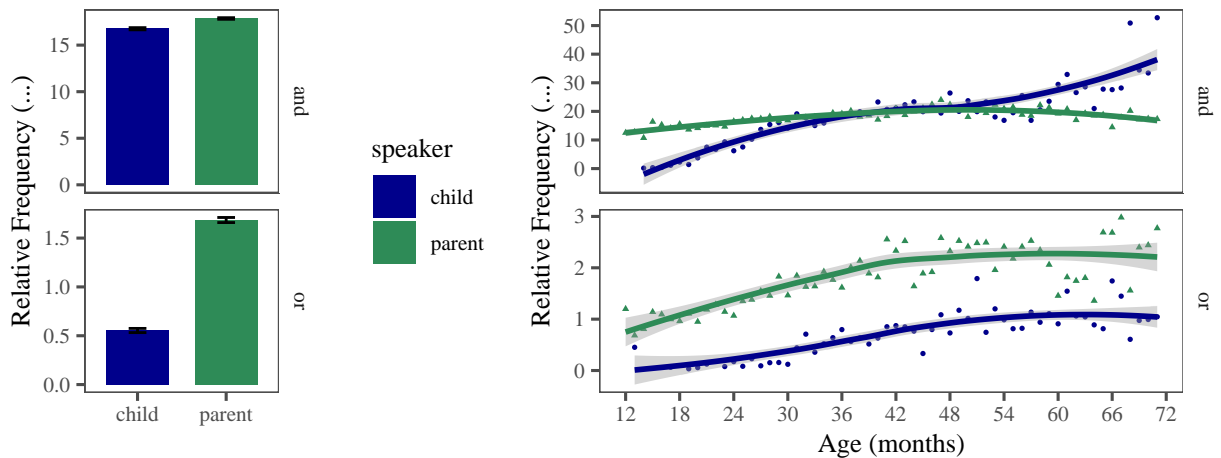 Relative Frequency (...)
15
10
5
0
and
1.5
1.0
0.5
0.0
or
child
parent
speaker
child
parent
Relative Frequency (...)
50
40
30
20
10
0
and
3
2
1
0
or
12 18 24 30 36 42 48 54 60 66 72
Age (months)